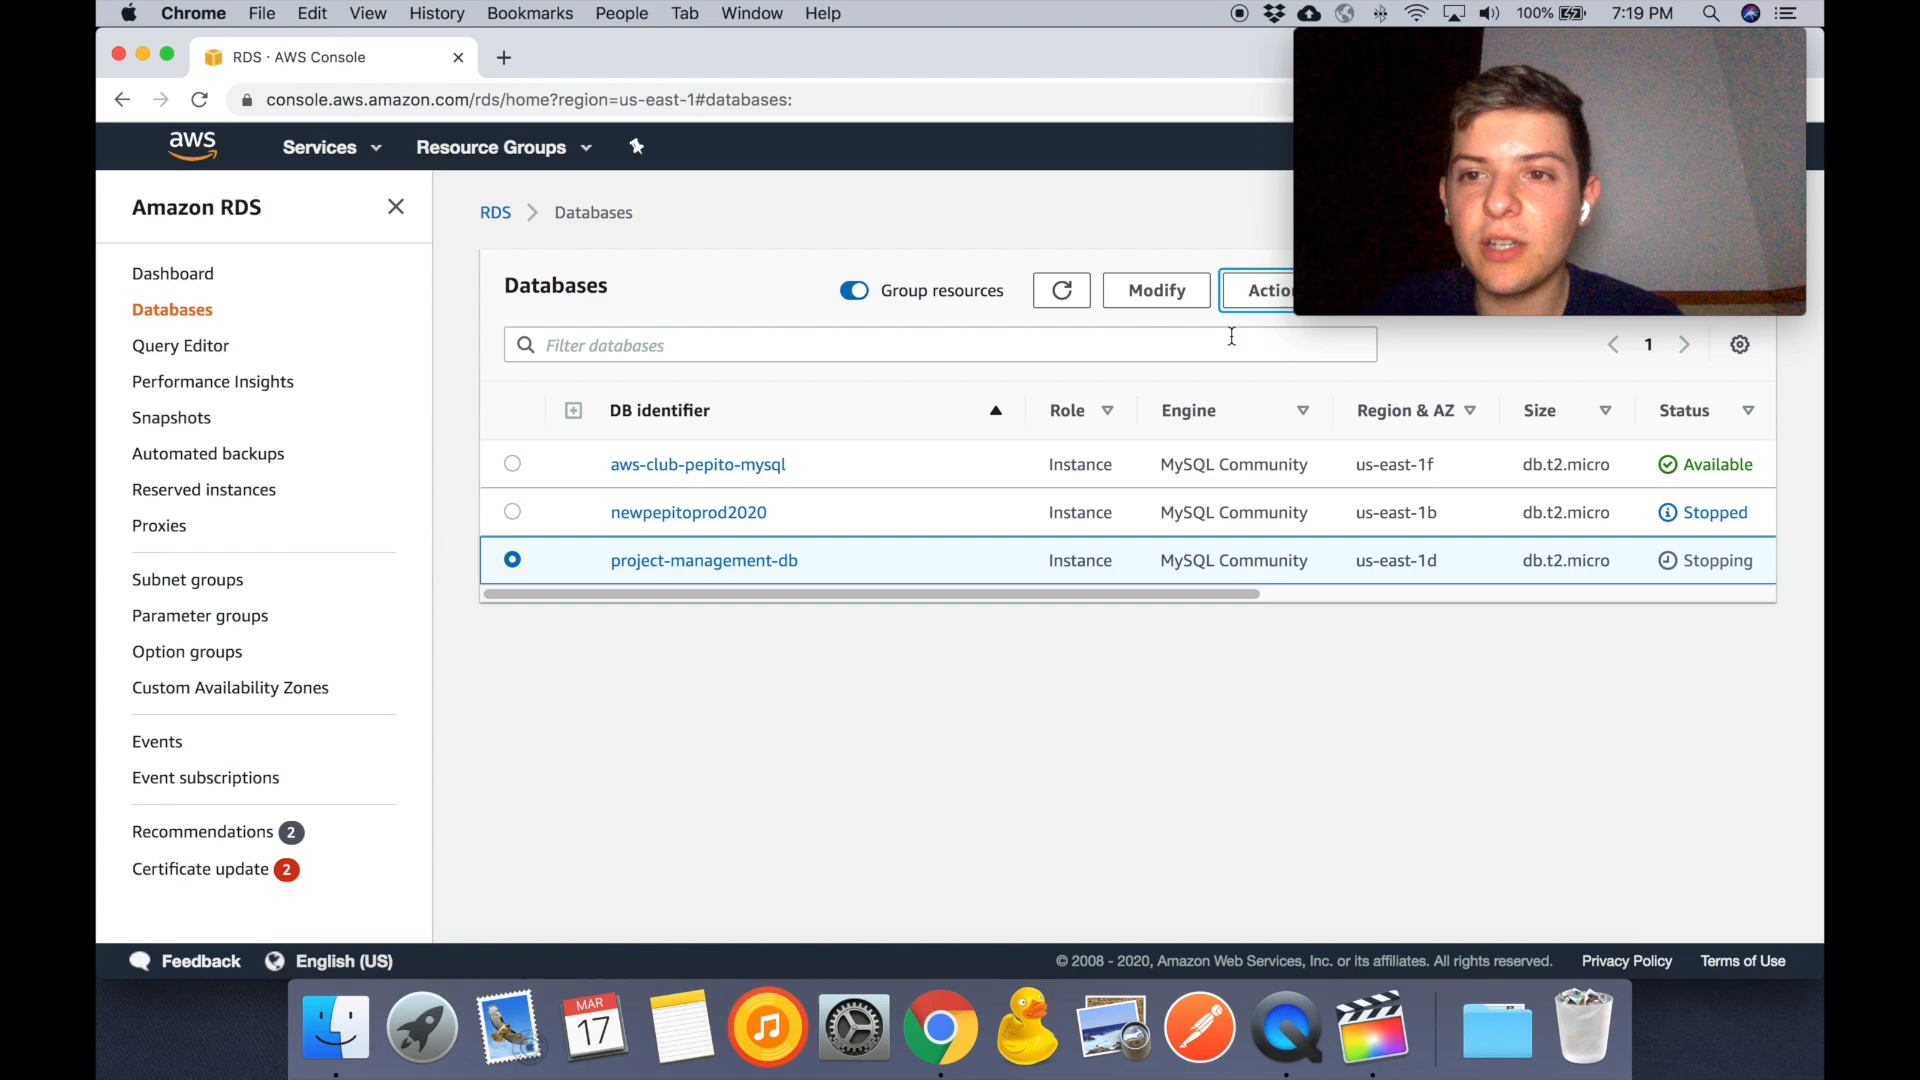 Chrome File Edit View History Bookmarks People Tab Window Help 100% 7:19 PM
RDS · AWS Console
console.aws.amazon.com/rds/home?region=us-east-1#databases:
aws Services Resource Groups
Amazon RDS
Dashboard
Databases
Query Editor
Performance Insights
Snapshots
Automated backups
Reserved instances
Proxies
Subnet groups
Parameter groups
Option groups
Custom Availability Zones
Events
Event subscriptions
Recommendations 2
Certificate update 2
RDS Databases
Databases Group resources Modify Actio
Filter databases 1
DB identifier Role Engine Region & AZ Size Status
aws-club-pepito-mysql Instance MySQL Community us-east-1f db.t2.micro Available
newpepitoprod2020 Instance MySQL Community us-east-1b db.t2.micro Stopped
project-management-db Instance MySQL Community us-east-1d db.t2.micro Stopping
Feedback English (US) © 2008 - 2020, Amazon Web Services, Inc. or its affiliates. All rights reserved. Privacy Policy Terms of Use
MAR
17